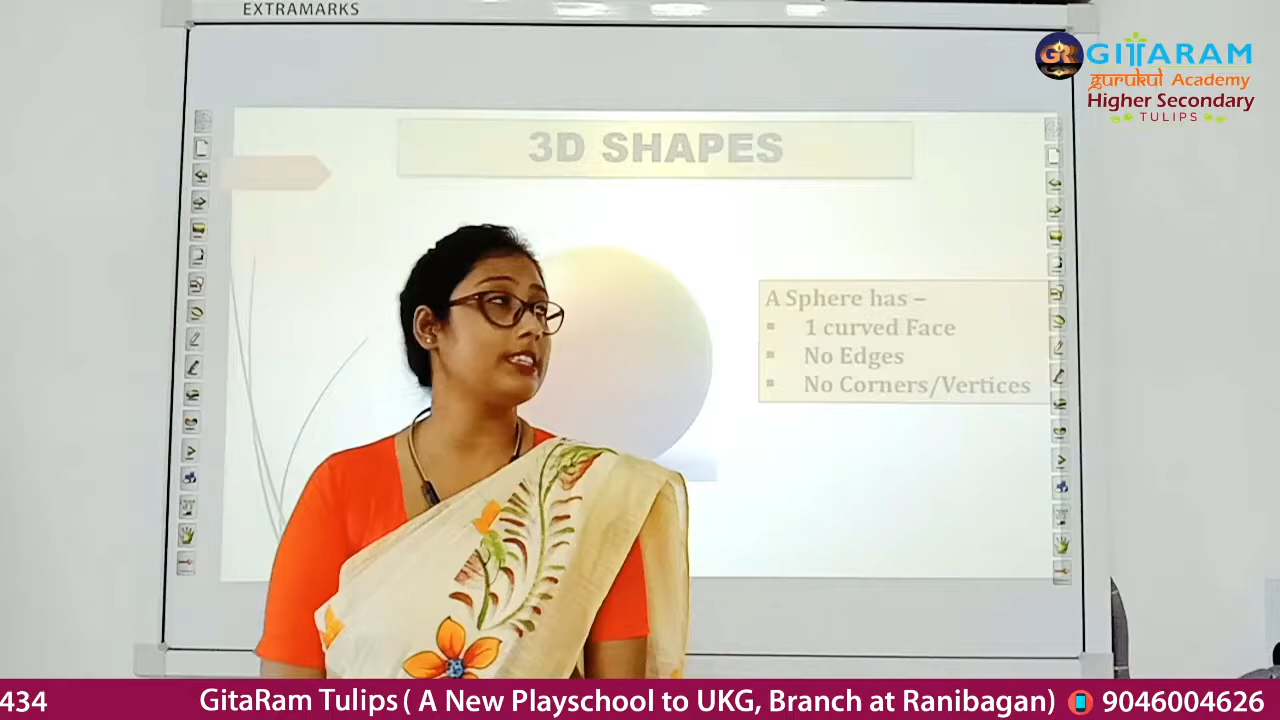 EXTRAMARKS
GR
GITARAM
gurukul Academy
Higher Secondary
TULIPS
3D SHAPES
A Sphere has –
▪ 1 curved Face
▪ No Edges
▪ No Corners/Vertices
434
GitaRam Tulips ( A New Playschool to UKG, Branch at Ranibagan)
9046004626